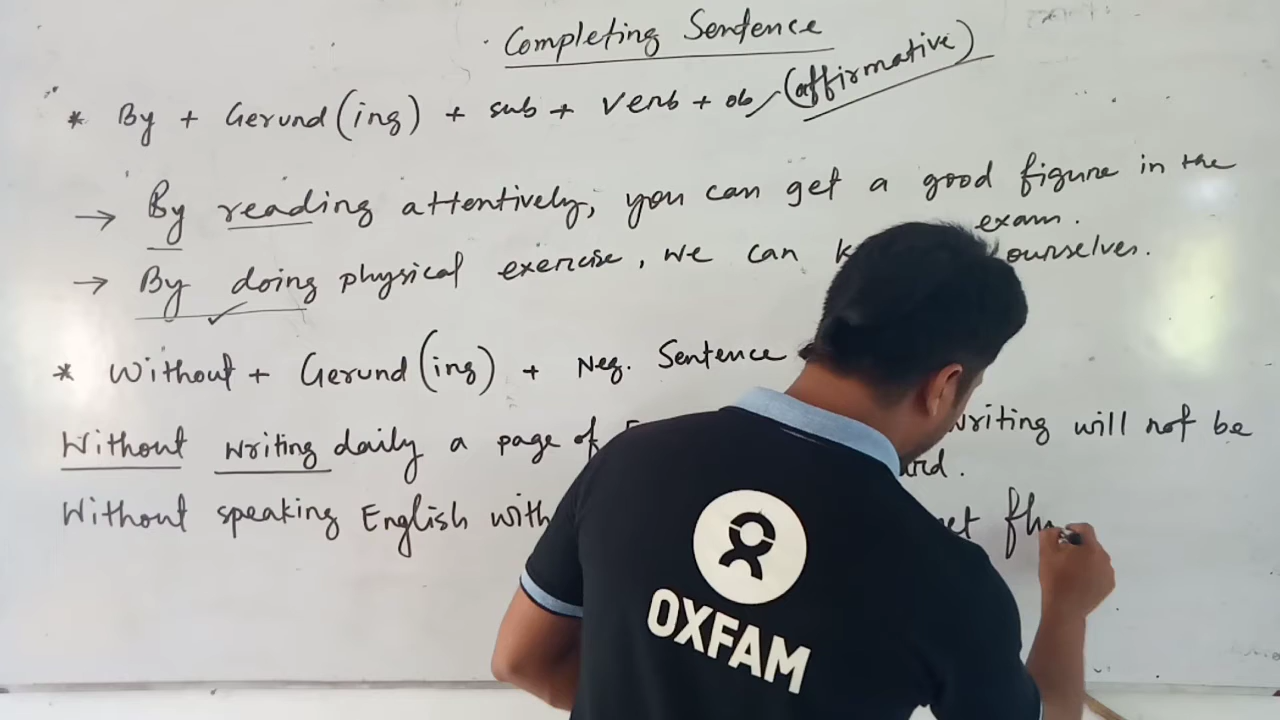 Completing Sentence
* By + Gerund (ing) + sub + Verb + ob (affirmative)
→ By reading attentively, you can get a good figure in the
exam.
→ By doing physical exercise, we can ourselves.
* Without + Gerund (ing) + Neg. Sentence
Without writing daily a page of writing will not be
Without speaking English
OXFAM